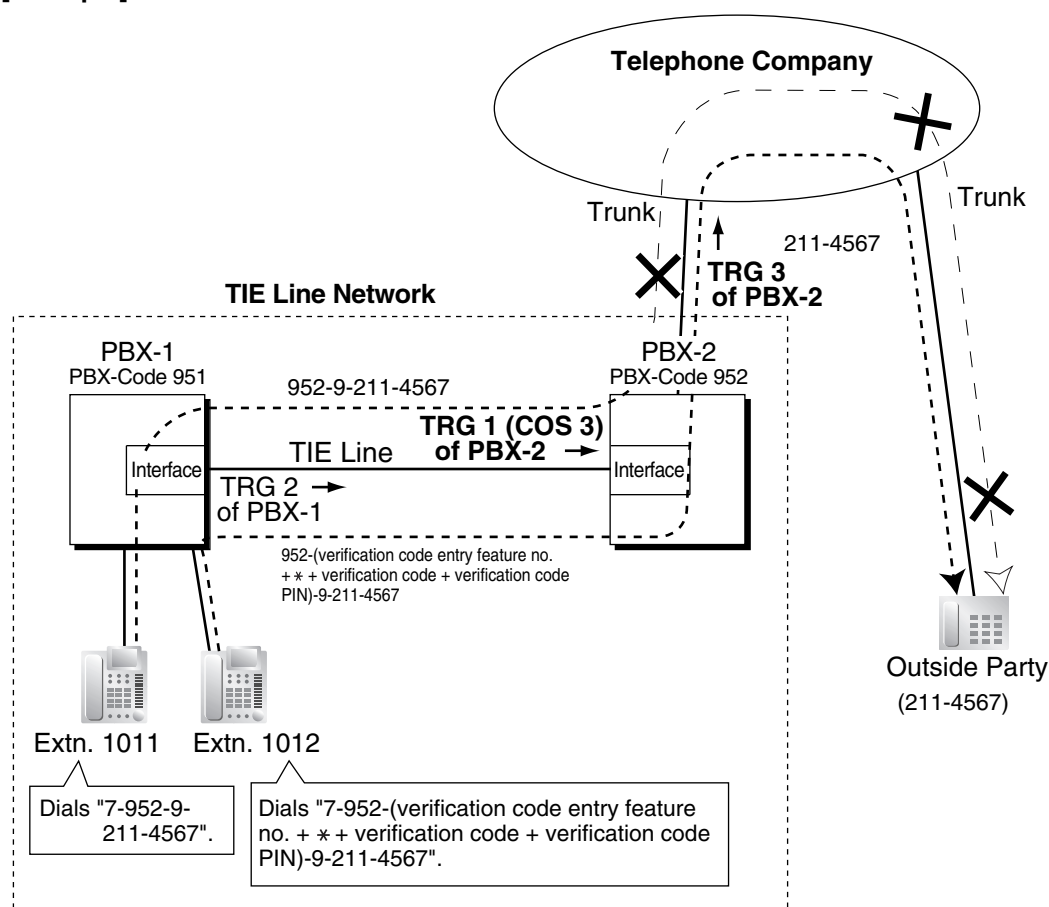 Telephone Company
Trunk
Trunk
211-4567
TRG 3
of PBX-2
TIE Line Network
PBX-1
PBX-Code 951
PBX-2
PBX-Code 952
952-9-211-4567
TRG 1 (COS 3)
of PBX-2
TIE Line
Interface
Interface
TRG 2
of PBX-1
952-(verification code entry feature no.
+ * + verification code + verification code
PIN)-9-211-4567
Outside Party
(211-4567)
Extn. 1011
Extn. 1012
Dials "7-952-9-
211-4567".
Dials "7-952-(verification code entry feature
no. + * + verification code + verification code
PIN)-9-211-4567".